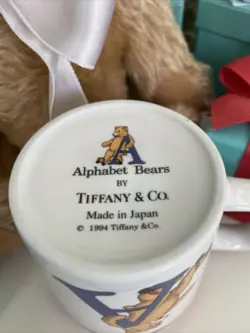 A
Alphabet Bears
BY
TIFFANY & CO.
Made in Japan
© 1994 Tiffany &Co.